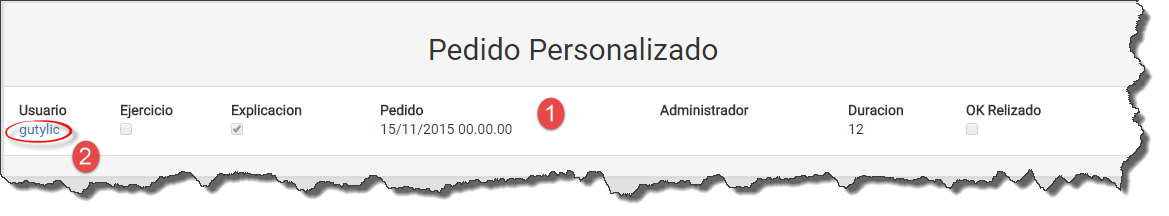 Pedido Personalizado
Usuario Ejercicio Explicacion Pedido Administrador Duracion OK Relizado
gutylic 15/11/2015 00.00.00 12
1
2